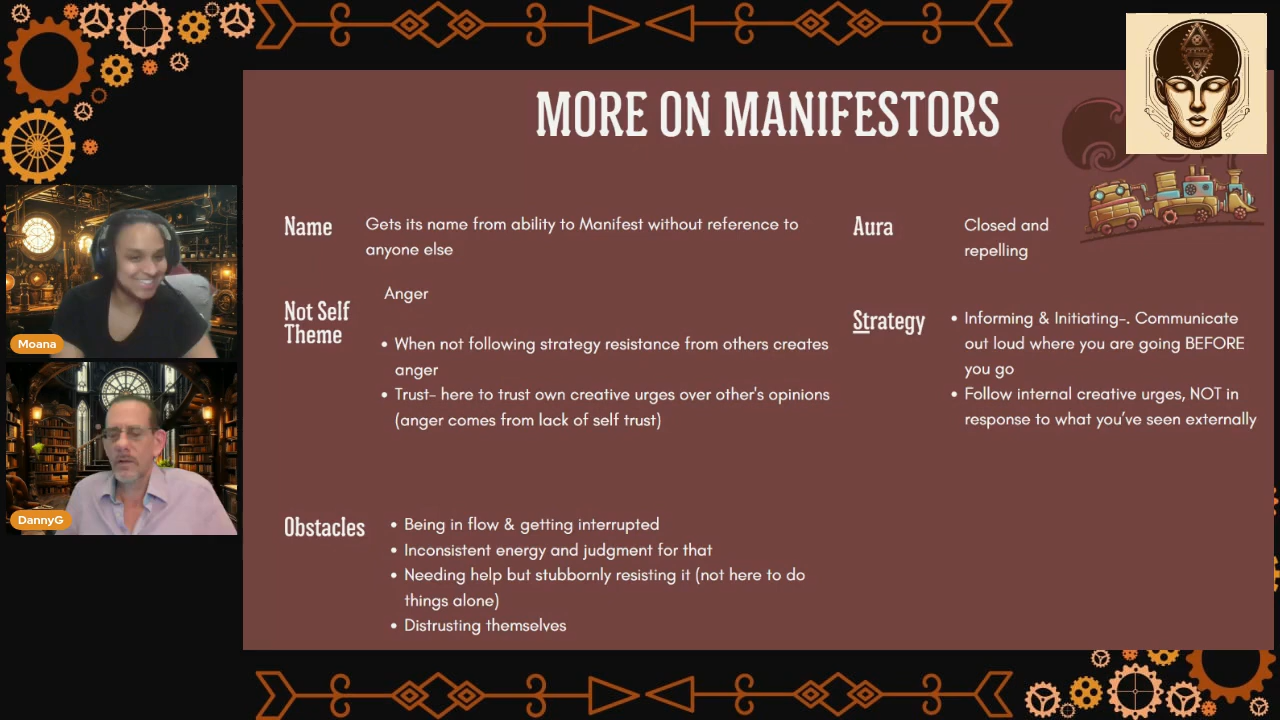 MORE ON MANIFESTORS
Name
Gets its name from ability to Manifest without reference to
anyone else
Aura
Closed and
repelling
Not Self
Theme
Anger
• When not following strategy resistance from others creates
anger
• Trust- here to trust own creative urges over other's opinions
(anger comes from lack of self trust)
Strategy
• Informing & Initiating-. Communicate
out loud where you are going BEFORE
you go
• Follow internal creative urges, NOT in
response to what you've seen externally
Obstacles
• Being in flow & getting interrupted
• Inconsistent energy and judgment for that
• Needing help but stubbornly resisting it (not here to do
things alone)
• Distrusting themselves
Moana
DannyG